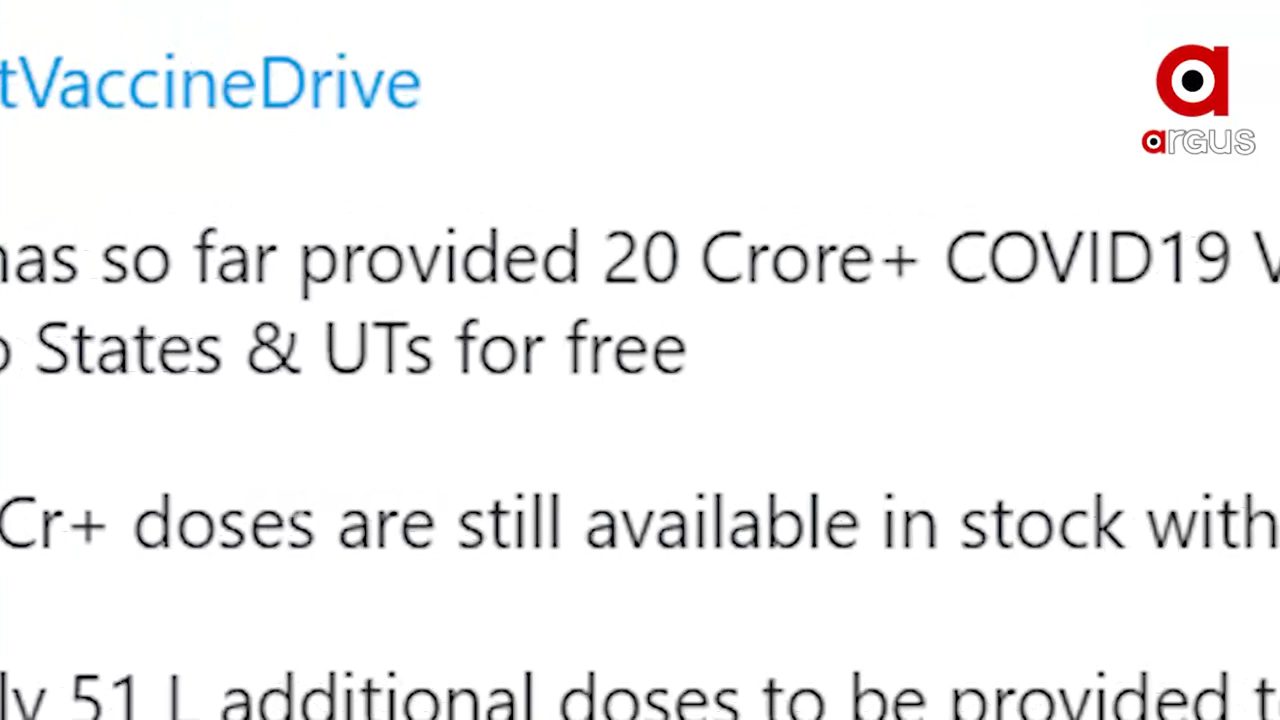 tVaccineDrive
argus
has so far provided 20 Crore+ COVID19 V
States & UTs for free
Cr+ doses are still available in stock with
ly 51 L additional doses to be provided t